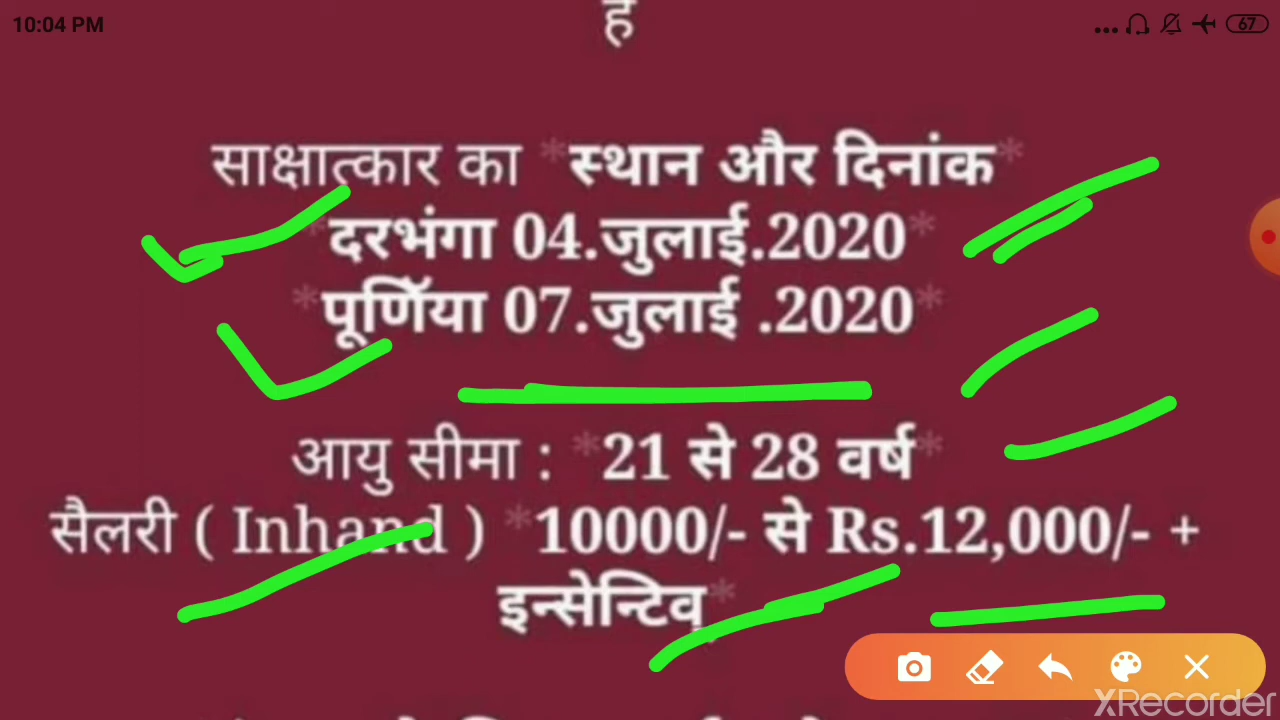 10:04 PM
67
है
साक्षात्कार का *स्थान और दिनांक*
*दरभंगा 04.जुलाई.2020*
*पूर्णिया 07.जुलाई .2020*
आयु सीमा : *21 से 28 वर्ष*
सैलरी ( Inhand ) *10000/- से Rs.12,000/- +
इन्सेन्टिव*
XRecorder